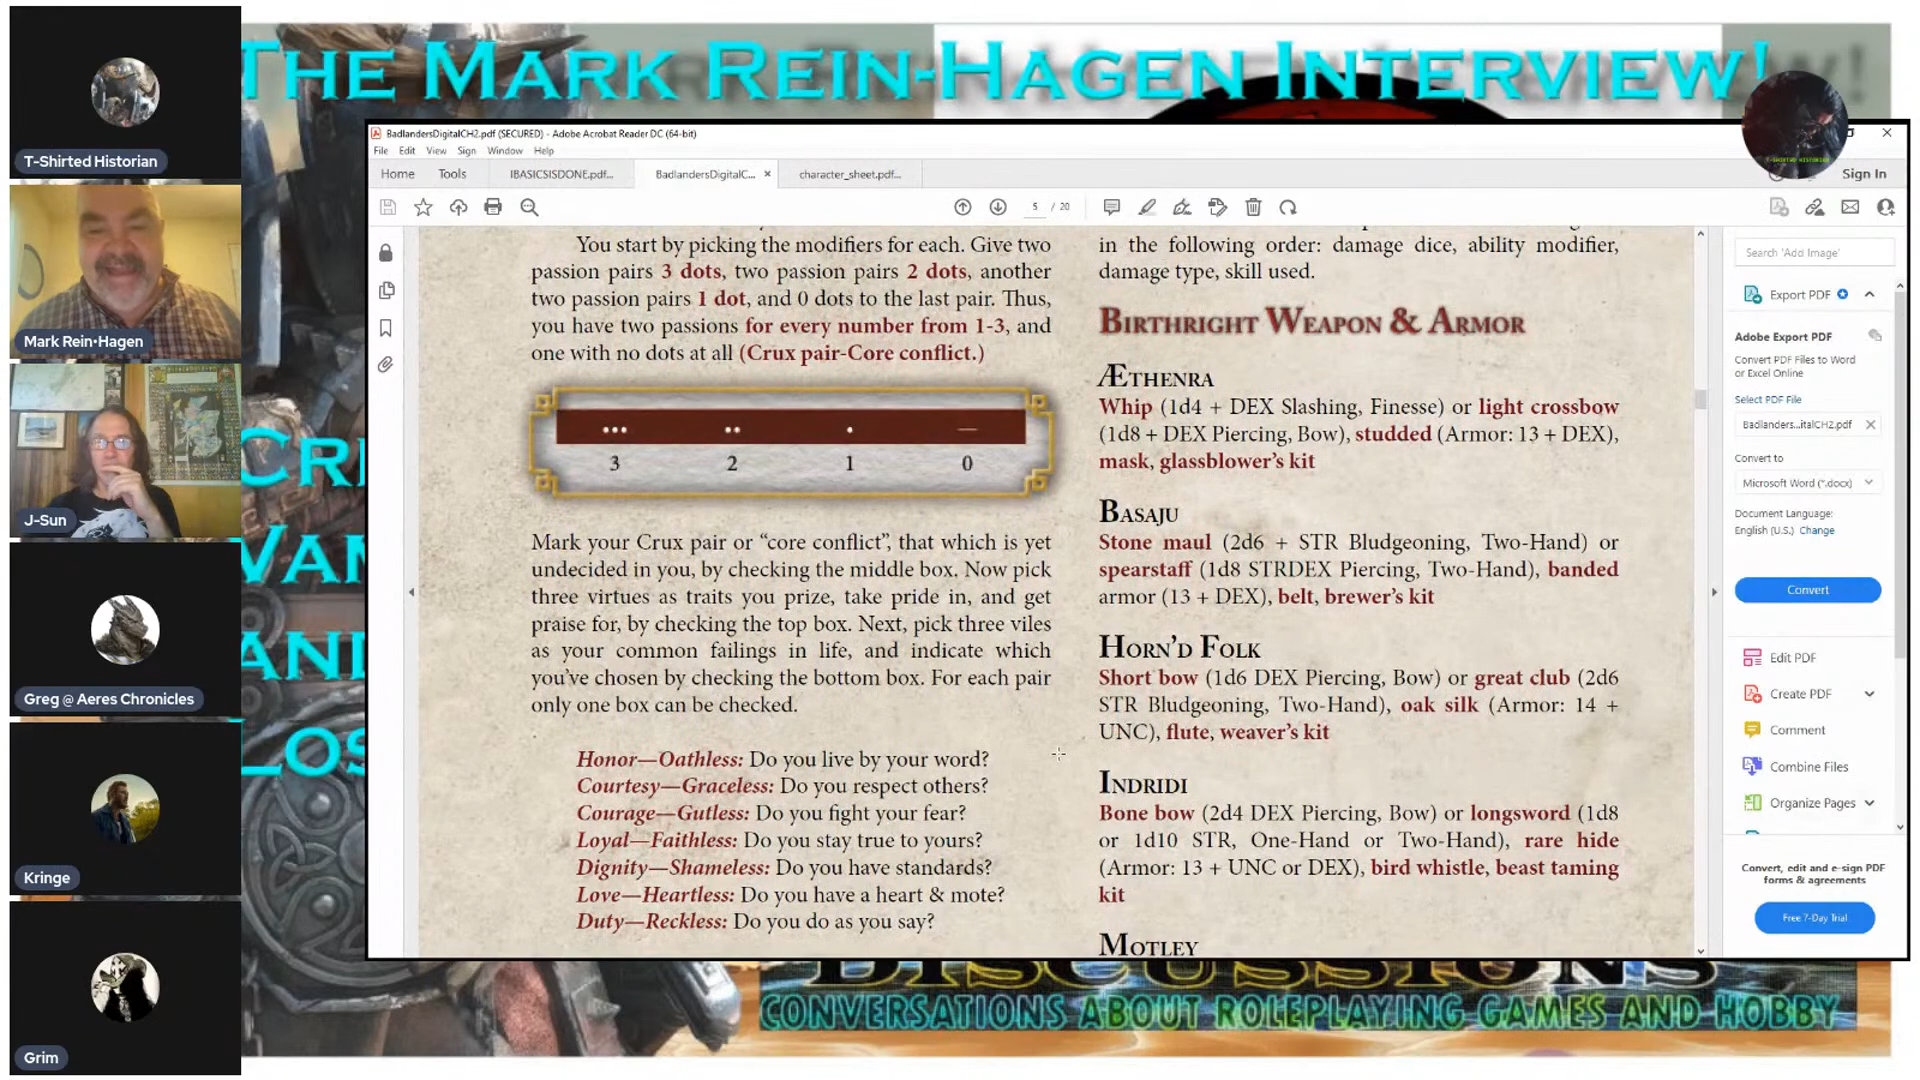 THE MARK REIN-HAGEN INTERVIEW!
T-Shirted Historian
Mark Rein•Hagen
J-Sun
Greg @ Aeres Chronicles
Kringe
Grim
BadlandersDigitalCH2.pdf (SECURED) - Adobe Acrobat Reader DC (64-bit)
File Edit View Sign Window Help
Home Tools IBASICSISDONE.pdf... BadlandersDigitalC... × character_sheet.pdf... Sign In
5 / 20
You start by picking the modifiers for each. Give two
passion pairs 3 dots, two passion pairs 2 dots, another
two passion pairs 1 dot, and 0 dots to the last pair. Thus,
you have two passions for every number from 1-3, and
one with no dots at all (Crux pair-Core conflict.)
••• •• • —
3 2 1 0
Mark your Crux pair or “core conflict”, that which is yet
undecided in you, by checking the middle box. Now pick
three virtues as traits you prize, take pride in, and get
praise for, by checking the top box. Next, pick three viles
as your common failings in life, and indicate which
you’ve chosen by checking the bottom box. For each pair
only one box can be checked.
Honor—Oathless: Do you live by your word?
Courtesy—Graceless: Do you respect others?
Courage—Gutless: Do you fight your fear?
Loyal—Faithless: Do you stay true to yours?
Dignity—Shameless: Do you have standards?
Love—Heartless: Do you have a heart & mote?
Duty—Reckless: Do you do as you say?
in the following order: damage dice, ability modifier,
damage type, skill used.
BIRTHRIGHT WEAPON & ARMOR
ÆTHENRA
Whip (1d4 + DEX Slashing, Finesse) or light crossbow
(1d8 + DEX Piercing, Bow), studded (Armor: 13 + DEX),
mask, glassblower’s kit
BASAJU
Stone maul (2d6 + STR Bludgeoning, Two-Hand) or
spearstaff (1d8 STRDEX Piercing, Two-Hand), banded
armor (13 + DEX), belt, brewer’s kit
HORN’D FOLK
Short bow (1d6 DEX Piercing, Bow) or great club (2d6
STR Bludgeoning, Two-Hand), oak silk (Armor: 14 +
UNC), flute, weaver’s kit
INDRIDI
Bone bow (2d4 DEX Piercing, Bow) or longsword (1d8
or 1d10 STR, One-Hand or Two-Hand), rare hide
(Armor: 13 + UNC or DEX), bird whistle, beast taming
kit
MOTLEY
Search 'Add Image'
Export PDF
Adobe Export PDF
Convert PDF Files to Word
or Excel Online
Select PDF File
Badlanders...italCH2.pdf ×
Convert to
Microsoft Word (*.docx)
Document Language:
English (U.S.) Change
Convert
Edit PDF
Create PDF
Comment
Combine Files
Organize Pages
Convert, edit and e-sign PDF
forms & agreements
Free 7-Day Trial
DISCUSSIONS
CONVERSATIONS ABOUT ROLEPLAYING GAMES AND HOBBY